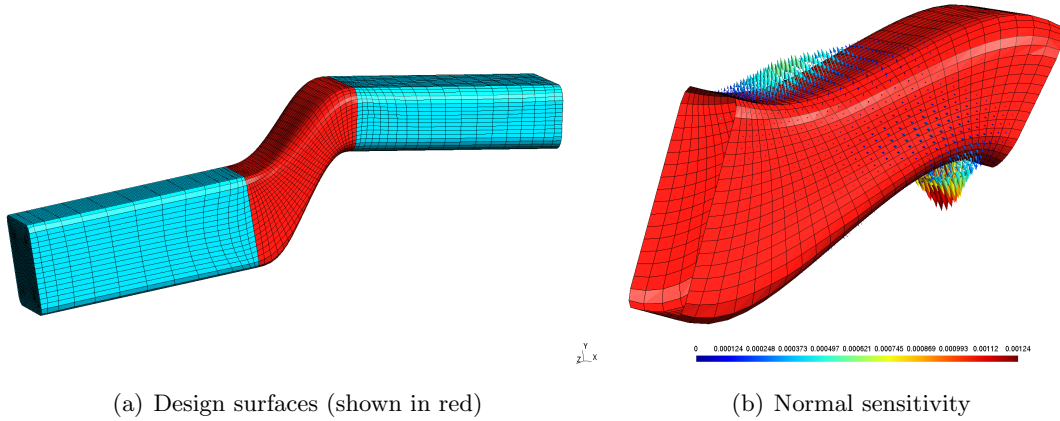 Y
Z X
0 0.000124 0.000248 0.000373 0.000497 0.000621 0.000745 0.000869 0.000993 0.00112 0.00124
(a) Design surfaces (shown in red)
(b) Normal sensitivity